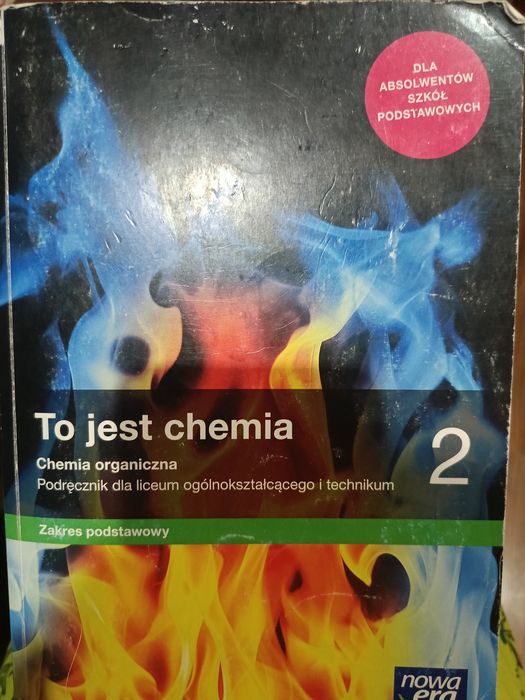 DLA
ABSOLWENTÓW
SZKÓŁ
PODSTAWOWYCH
To jest chemia
2
Chemia organiczna
Podręcznik dla liceum ogólnokształcącego i technikum
Zakres podstawowy
nowa
era